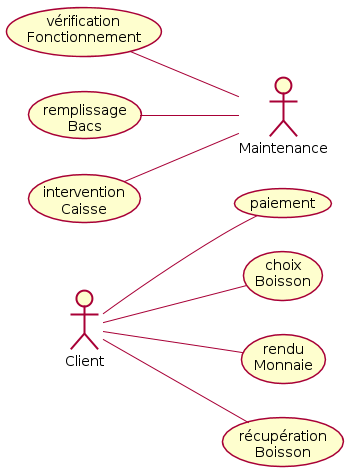 vérification
Fonctionnement
remplissage
Bacs
Maintenance
intervention
Caisse
paiement
choix
Boisson
Client
rendu
Monnaie
récupération
Boisson